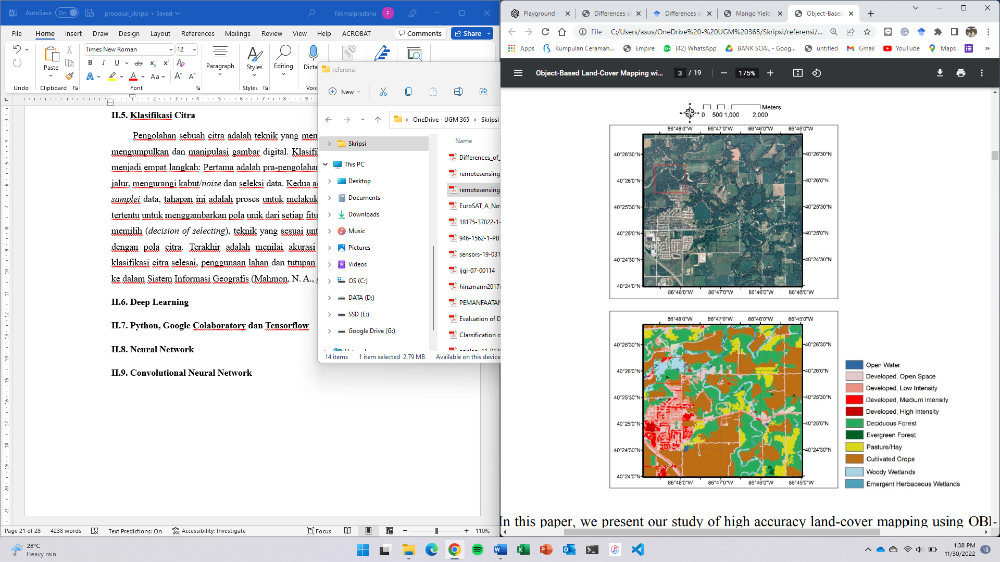 AutoSave On proposal_skripsi • Saved fakmalpradana F
File Home Insert Draw Design Layout References Mailings Review View Help ACROBAT Comments Share
Times New Roman 12
Paste Paragraph Styles Editing
B I U ab x₂ x²
A A Aa A A
Undo Clipboard Font Styles
II.5. Klasifikasi Citra
Pengolahan sebuah citra adalah teknik yang
mengumpulkan dan manipulasi gambar digital.
menjadi empat langkah: Pertama adalah pra-pengolahan
jalur, mengurangi kabut/noise dan seleksi data. Kedua
samplei data, tahapan ini adalah proses untuk
tertentu untuk menggambarkan pola unik dari setiap
memilih (decision of selecting), teknik yang sesuai
dengan pola citra. Terakhir adalah menilai akurasi
klasifikasi citra selesai, penggunaan lahan dan tutupan
ke dalam Sistem Informasi Geografis (Mahmon, N. A.,
II.6. Deep Learning
II.7. Python, Google Colaboratory dan Tensorflow
II.8. Neural Network
II.9. Convolutional Neural Network
Page 21 of 28 4238 words Text Predictions: On Accessibility: Investigate Focus 110%
referensi
New
OneDrive - UGM 365 › Skripsi
Skripsi
This PC
Desktop
Documents
Downloads
Music
Pictures
Videos
OS (C:)
DATA (D:)
SSD (E:)
Google Drive (G:)
Name
Differences_of_
remotesensing
remotesensing
EuroSAT_A_Nov
18175-37022-1-
946-1562-1-PB
sensors-19-031
ijgi-07-00114
hinzmann2017
PEMANFAATAN
Evaluation of D
Classification o
14 items 1 item selected 2.79 MB Available on this device
Playground - Differences o Differences o Mango Yield Object-Based
File C:/Users/asus/OneDrive%20-%20UGM%20365/Skripsi/referensi/...
Apps Kumpulan Ceramah... Empire (42) WhatsApp BANK SOAL - Goog... untitled Gmail YouTube Maps
Object-Based Land-Cover Mapping wi... 3 / 19 175%
Meters
0 500 1,000 2,000
86°48'0"W 86°47'0"W 86°46'0"W 86°45'0"W
40°26'30"N 40°26'30"N
40°26'0"N 40°26'0"N
40°25'30"N 40°25'30"N
40°25'0"N 40°25'0"N
40°24'30"N 40°24'30"N
40°24'0"N 40°24'0"N
86°48'0"W 86°47'0"W 86°46'0"W 86°45'0"W
86°48'0"W 86°47'0"W 86°46'0"W 86°45'0"W
40°26'30"N 40°26'30"N
40°26'0"N 40°26'0"N
40°25'30"N 40°25'30"N
40°25'0"N 40°25'0"N
40°24'30"N 40°24'30"N
40°24'0"N 40°24'0"N
86°48'0"W 86°47'0"W 86°46'0"W 86°45'0"W
Open Water
Developed, Open Space
Developed, Low Intensity
Developed, Medium Intensity
Developed, High Intensity
Deciduous Forest
Evergreen Forest
Pasture/Hay
Cultivated Crops
Woody Wetlands
Emergent Herbaceous Wetlands
In this paper, we present our study of high accuracy land-cover mapping using
28°C
Heavy rain
1:38 PM
11/30/2022
18